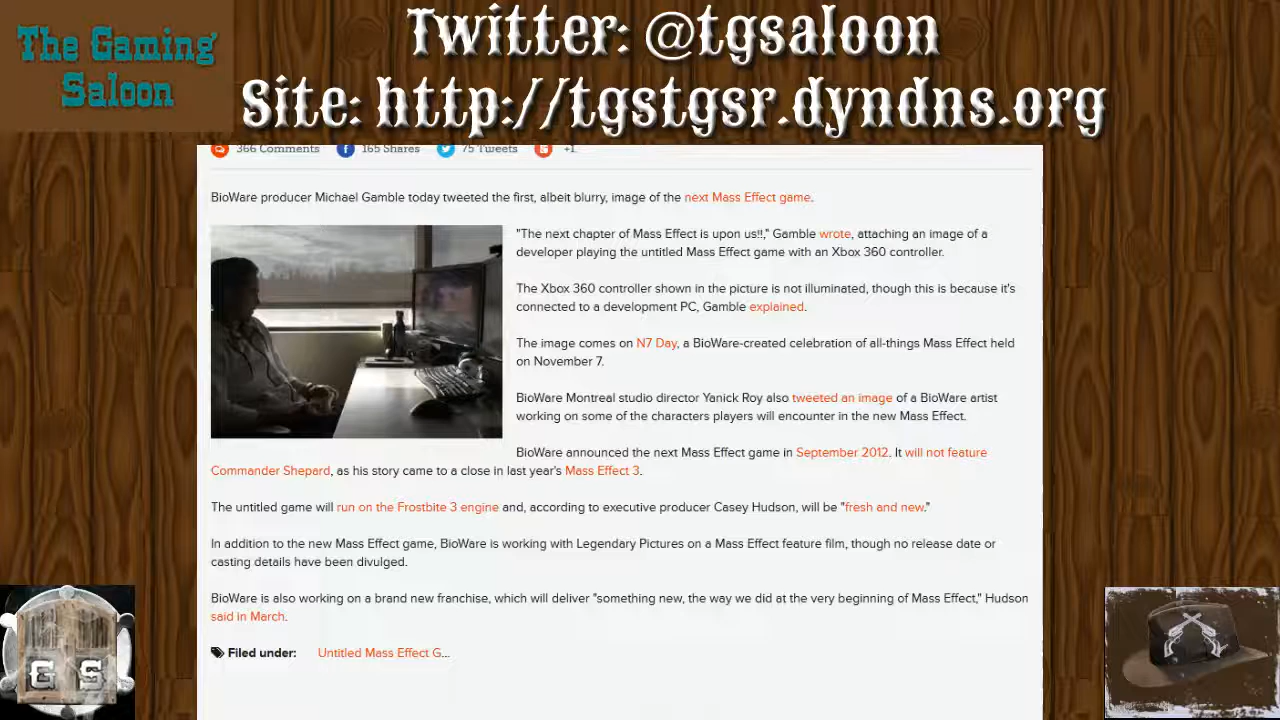 The Gaming
Saloon
Twitter: @tgsaloon
Site: http://tgstgsr.dyndns.org
366 Comments 165 Shares 75 Tweets +1
BioWare producer Michael Gamble today tweeted the first, albeit blurry, image of the next Mass Effect game.
"The next chapter of Mass Effect is upon us!!," Gamble wrote, attaching an image of a
developer playing the untitled Mass Effect game with an Xbox 360 controller.
The Xbox 360 controller shown in the picture is not illuminated, though this is because it's
connected to a development PC, Gamble explained.
The image comes on N7 Day, a BioWare-created celebration of all-things Mass Effect held
on November 7.
BioWare Montreal studio director Yanick Roy also tweeted an image of a BioWare artist
working on some of the characters players will encounter in the new Mass Effect.
BioWare announced the next Mass Effect game in September 2012. It will not feature
Commander Shepard, as his story came to a close in last year's Mass Effect 3.
The untitled game will run on the Frostbite 3 engine and, according to executive producer Casey Hudson, will be "fresh and new."
In addition to the new Mass Effect game, BioWare is working with Legendary Pictures on a Mass Effect feature film, though no release date or
casting details have been divulged.
BioWare is also working on a brand new franchise, which will deliver "something new, the way we did at the very beginning of Mass Effect," Hudson
said in March.
Filed under: Untitled Mass Effect G...
G S